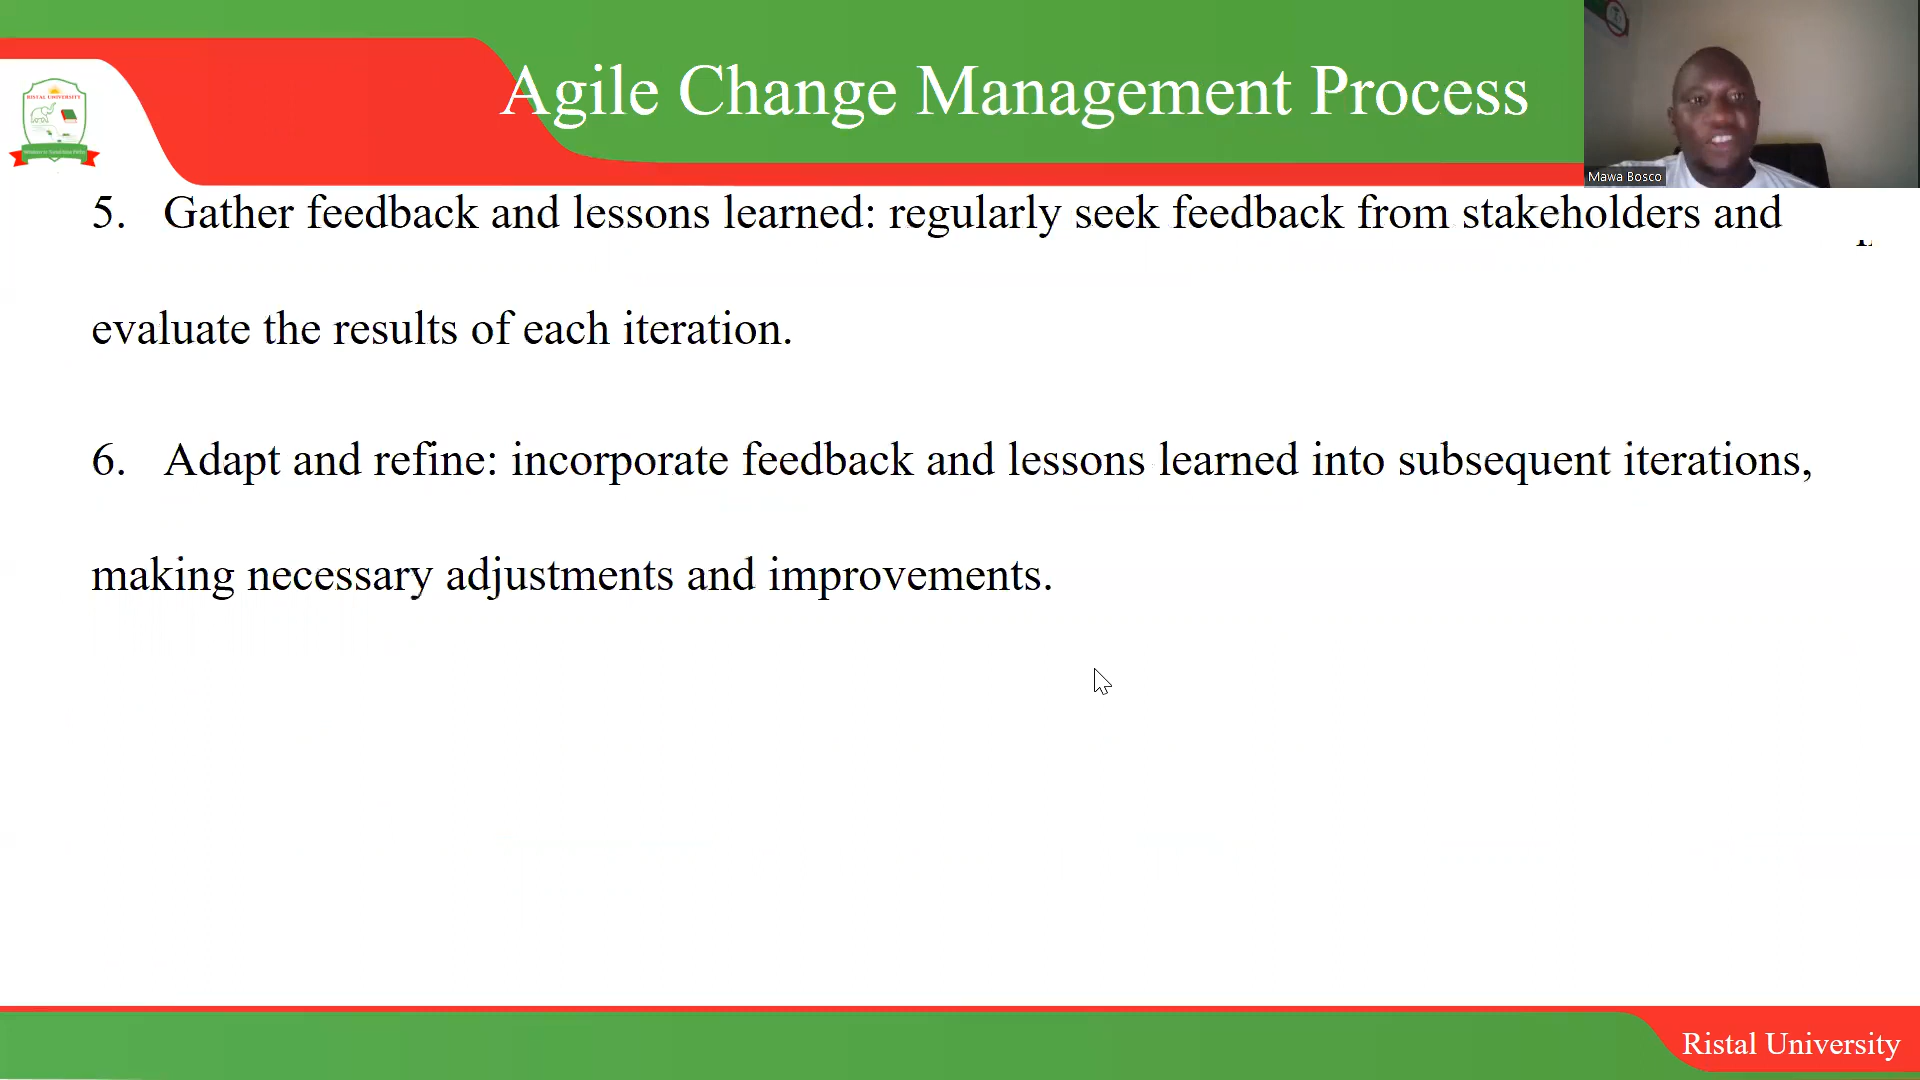 Agile Change Management Process
RISTAL UNIVERSITY
Mawa Bosco
5. Gather feedback and lessons learned: regularly seek feedback from stakeholders and
evaluate the results of each iteration.
6. Adapt and refine: incorporate feedback and lessons learned into subsequent iterations,
making necessary adjustments and improvements.
Ristal University